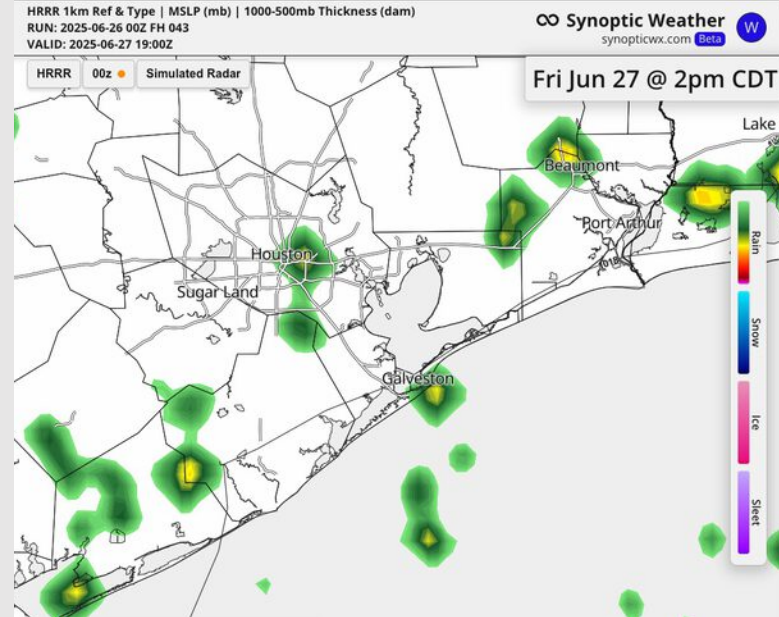 HRRR 1km Ref & Type | MSLP (mb) | 1000-500mb Thickness (dam)
RUN: 2025-06-26 00Z FH 043
VALID: 2025-06-27 19:00Z
Synoptic Weather
synopticwx.com Beta
W
HRRR
00z
Simulated Radar
Fri Jun 27 @ 2pm CDT
Lake
Beaumont
Port Arthur
Houston
Sugar Land
Galveston
Rain
Snow
Ice
Sleet